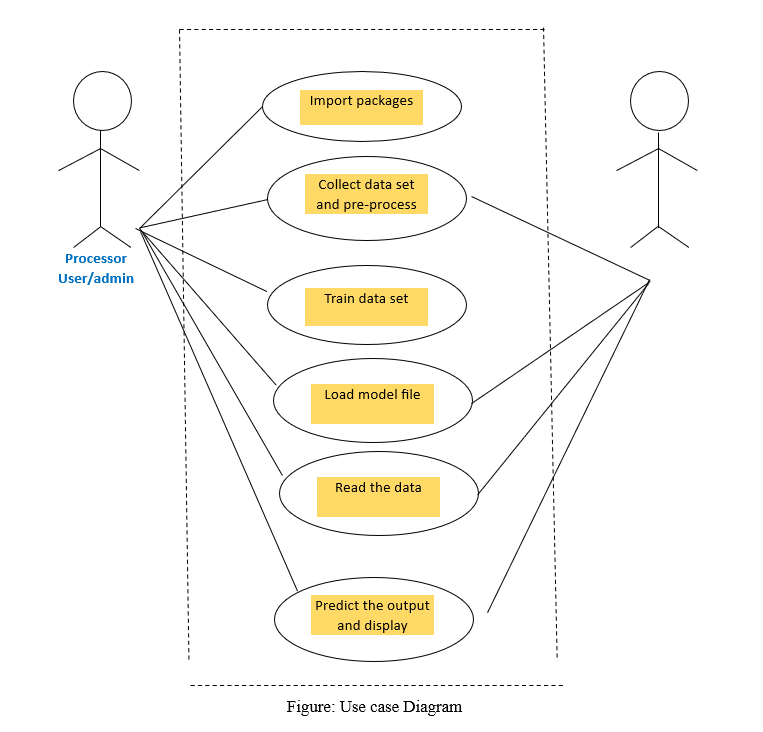 Import packages
Collect data set
and pre-process
Processor
User/admin
Train data set
Load model file
Read the data
Predict the output
and display
Figure: Use case Diagram